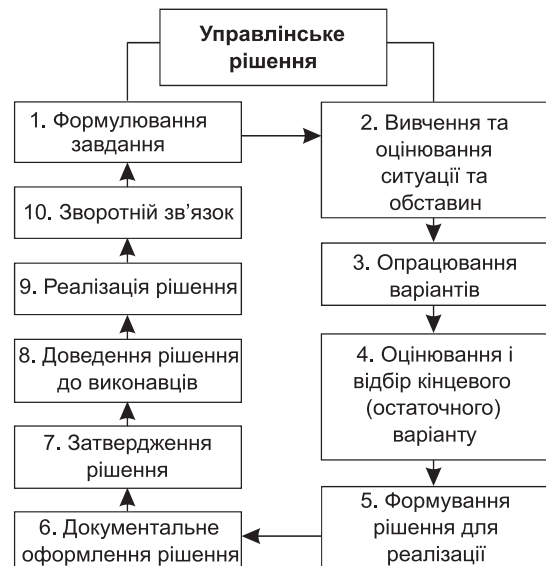 Управлінське
рішення
1. Формулювання
завдання
2. Вивчення та
оцінювання
ситуації та
обставин
3. Опрацювання
варіантів
4. Оцінювання і
відбір кінцевого
(остаточного)
варіанту
5. Формування
рішення для
реалізації
6. Документальне
оформлення рішення
7. Затвердження
рішення
8. Доведення рішення
до виконавців
9. Реалізація рішення
10. Зворотній зв’язок